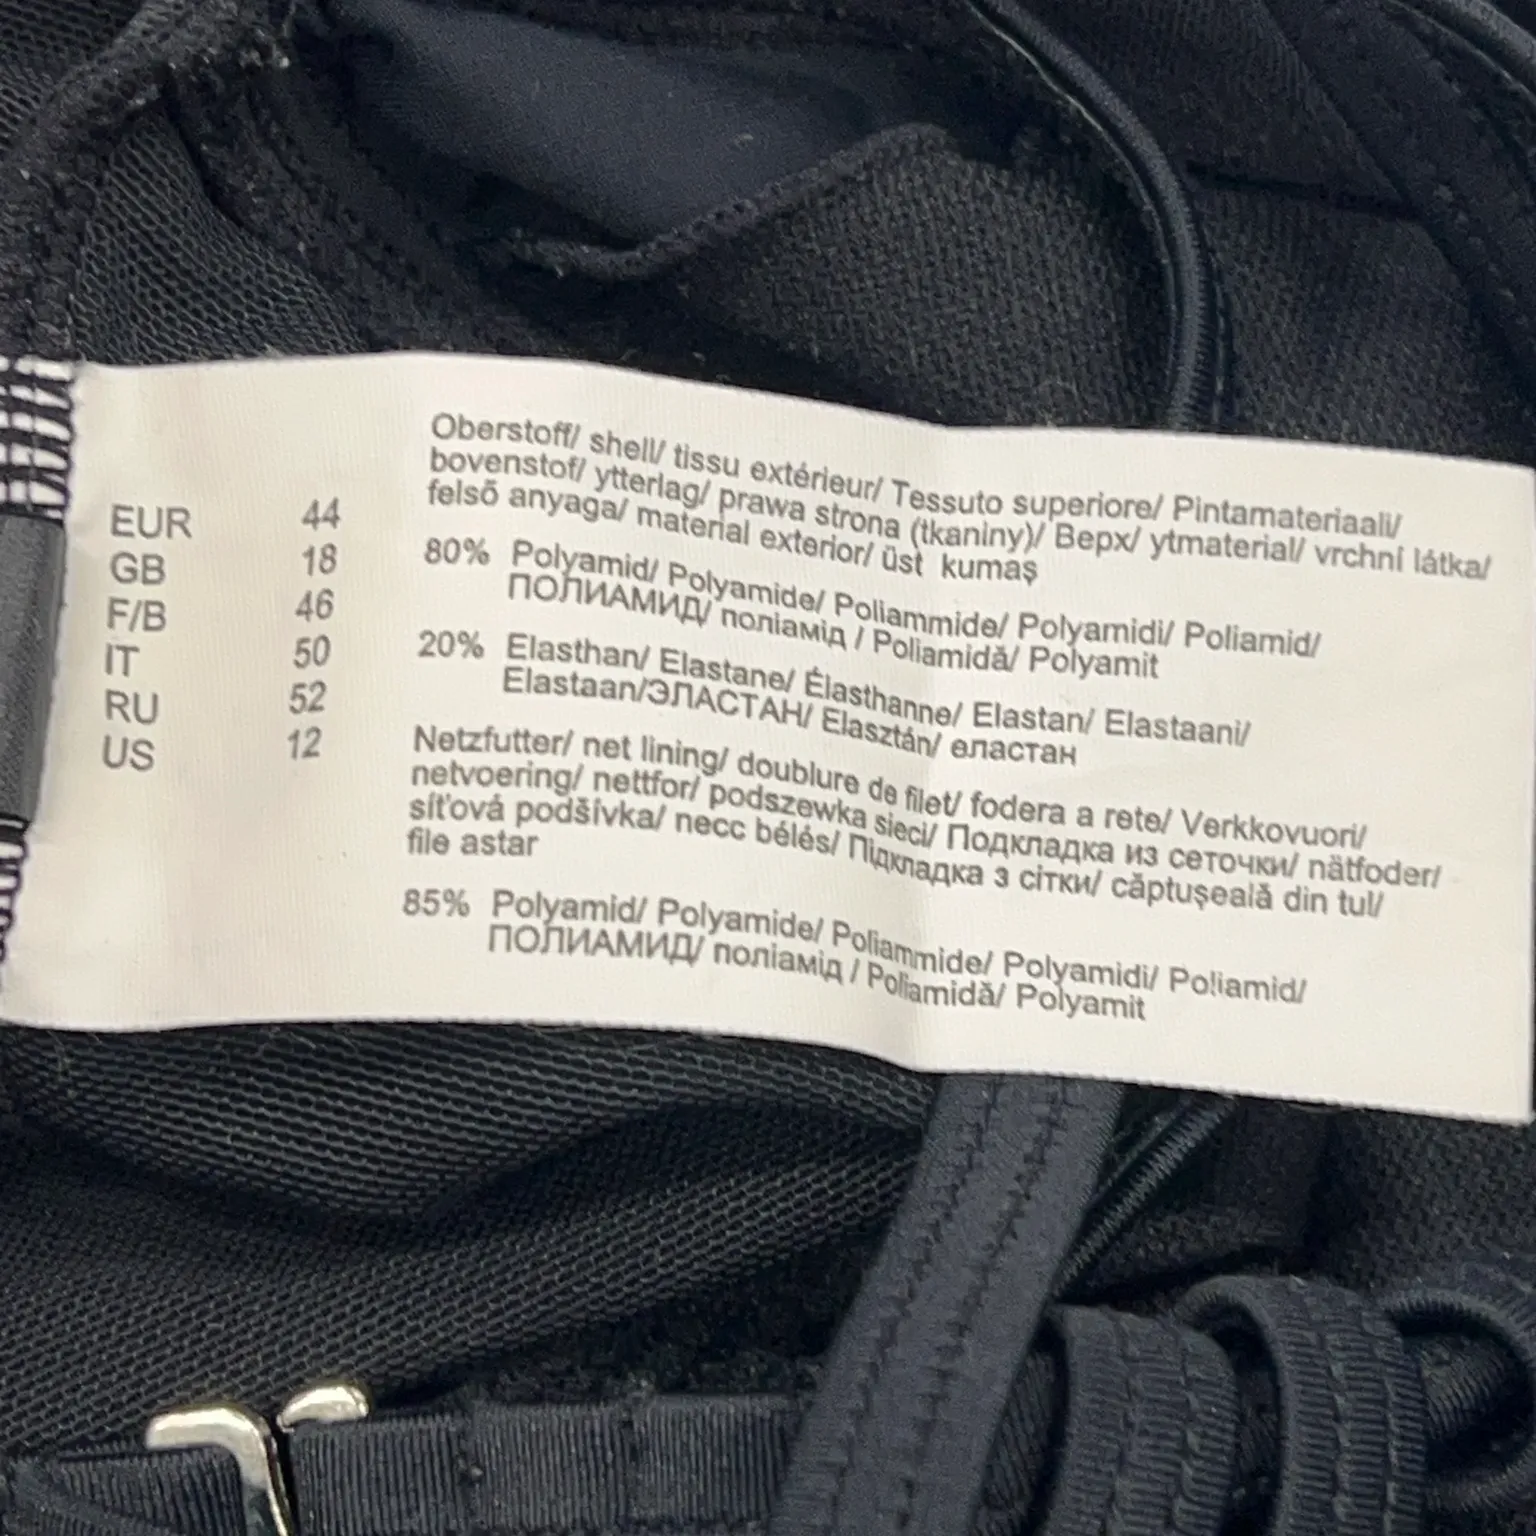 EUR 44
GB 18
F/B 46
IT 50
RU 52
US 12
Oberstoff/ shell/ tissu extérieur/ Tessuto superiore/ Pintamateriaali/
bovenstof/ ytterlag/ prawa strona (tkaniny)/ Верх/ ytmaterial/ vrchní látka/
felső anyaga/ material exterior/ üst kumaş
80% Polyamid/ Polyamide/ Poliammide/ Polyamidi/ Poliamid/
ПОЛИАМИД/ поліамід / Poliamidă/ Polyamit
20% Elasthan/ Elastane/ Élasthanne/ Elastan/ Elastaani/
Elastaan/ЭЛАСТАН/ Elasztán/ еластан
Netzfutter/ net lining/ doublure de filet/ fodera a rete/ Verkkovuori/
netvoering/ nettfor/ podszewka sieci/ Подкладка из сеточки/ nätfoder/
síťová podšívka/ necc bélés/ Підкладка з сітки/ căptuşeală din tul/
file astar
85% Polyamid/ Polyamide/ Poliammide/ Polyamidi/ Poliamid/
ПОЛИАМИД/ поліамід / Poliamidă/ Polyamit